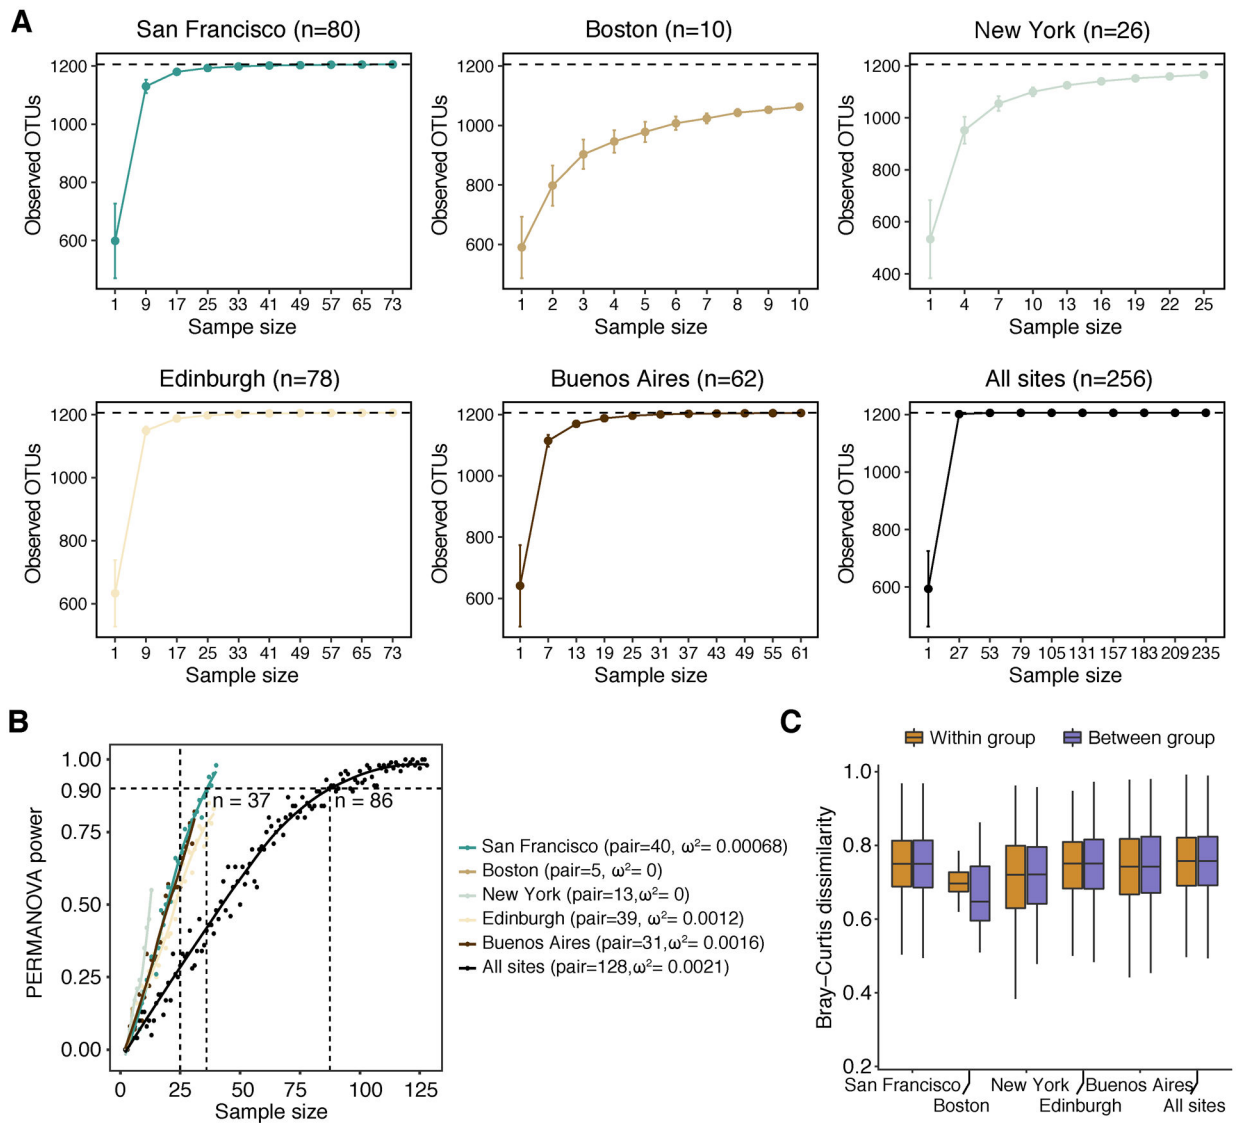 A
San Francisco (n=80)
Boston (n=10)
New York (n=26)
Observed OTUs
1200
1000
800
600
1 9 17 25 33 41 49 57 65 73
Sampe size
Observed OTUs
1200
1000
800
600
1 2 3 4 5 6 7 8 9 10
Sample size
Observed OTUs
1200
1000
800
600
400
1 4 7 10 13 16 19 22 25
Sample size
Edinburgh (n=78)
Buenos Aires (n=62)
All sites (n=256)
Observed OTUs
1200
1000
800
600
1 9 17 25 33 41 49 57 65 73
Sample size
Observed OTUs
1200
1000
800
600
1 7 13 19 25 31 37 43 49 55 61
Sample size
Observed OTUs
1200
1000
800
600
1 27 53 79 105 131 157 183 209 235
Sample size
B
PERMANOVA power
1.00
0.90
0.75
0.50
0.25
0.00
n = 37
n = 86
0 25 50 75 100 125
Sample size
San Francisco (pair=40, ω²= 0.00068)
Boston (pair=5, ω²= 0)
New York (pair=13,ω²= 0)
Edinburgh (pair=39, ω²= 0.0012)
Buenos Aires (pair=31,ω²= 0.0016)
All sites (pair=128,ω²= 0.0021)
C
Within group
Between group
Bray−Curtis dissimilarity
1.0
0.8
0.6
0.4
0.2
San Francisco New York Buenos Aires
Boston Edinburgh All sites